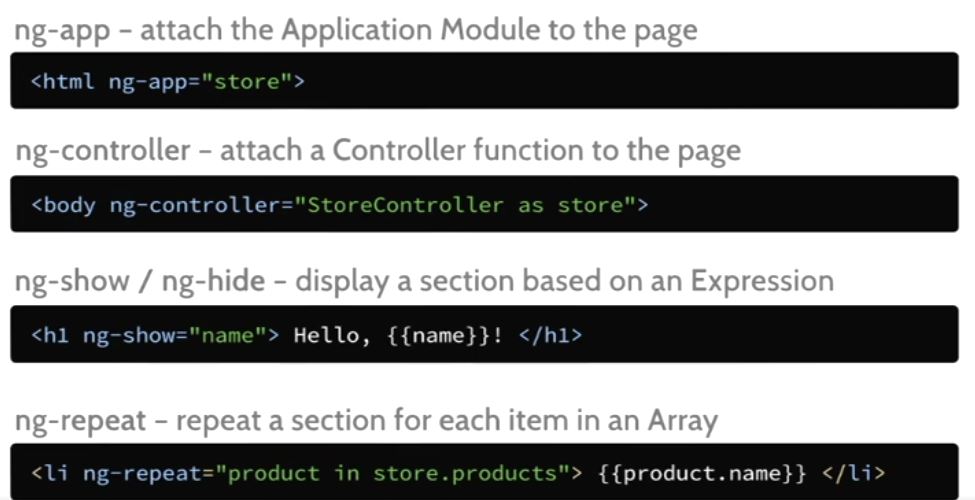 ng-app – attach the Application Module to the page
<html ng-app="store">
ng-controller – attach a Controller function to the page
<body ng-controller="StoreController as store">
ng-show / ng-hide – display a section based on an Expression
<h1 ng-show="name"> Hello, {{name}}! </h1>
ng-repeat – repeat a section for each item in an Array
<li ng-repeat="product in store.products"> {{product.name}} </li>